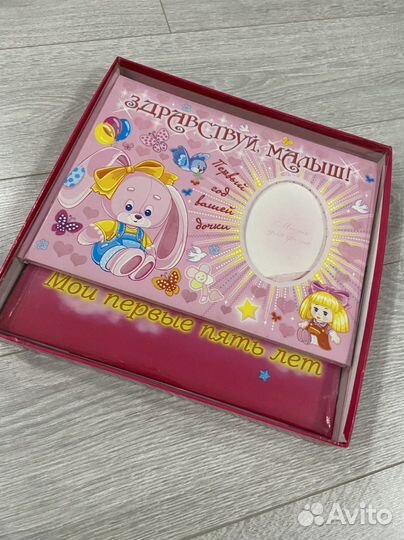 ЗДРАВСТВУЙ, МАЛЫШ!
Первый
год
вашей
дочки
Мои первые пять лет
Avito